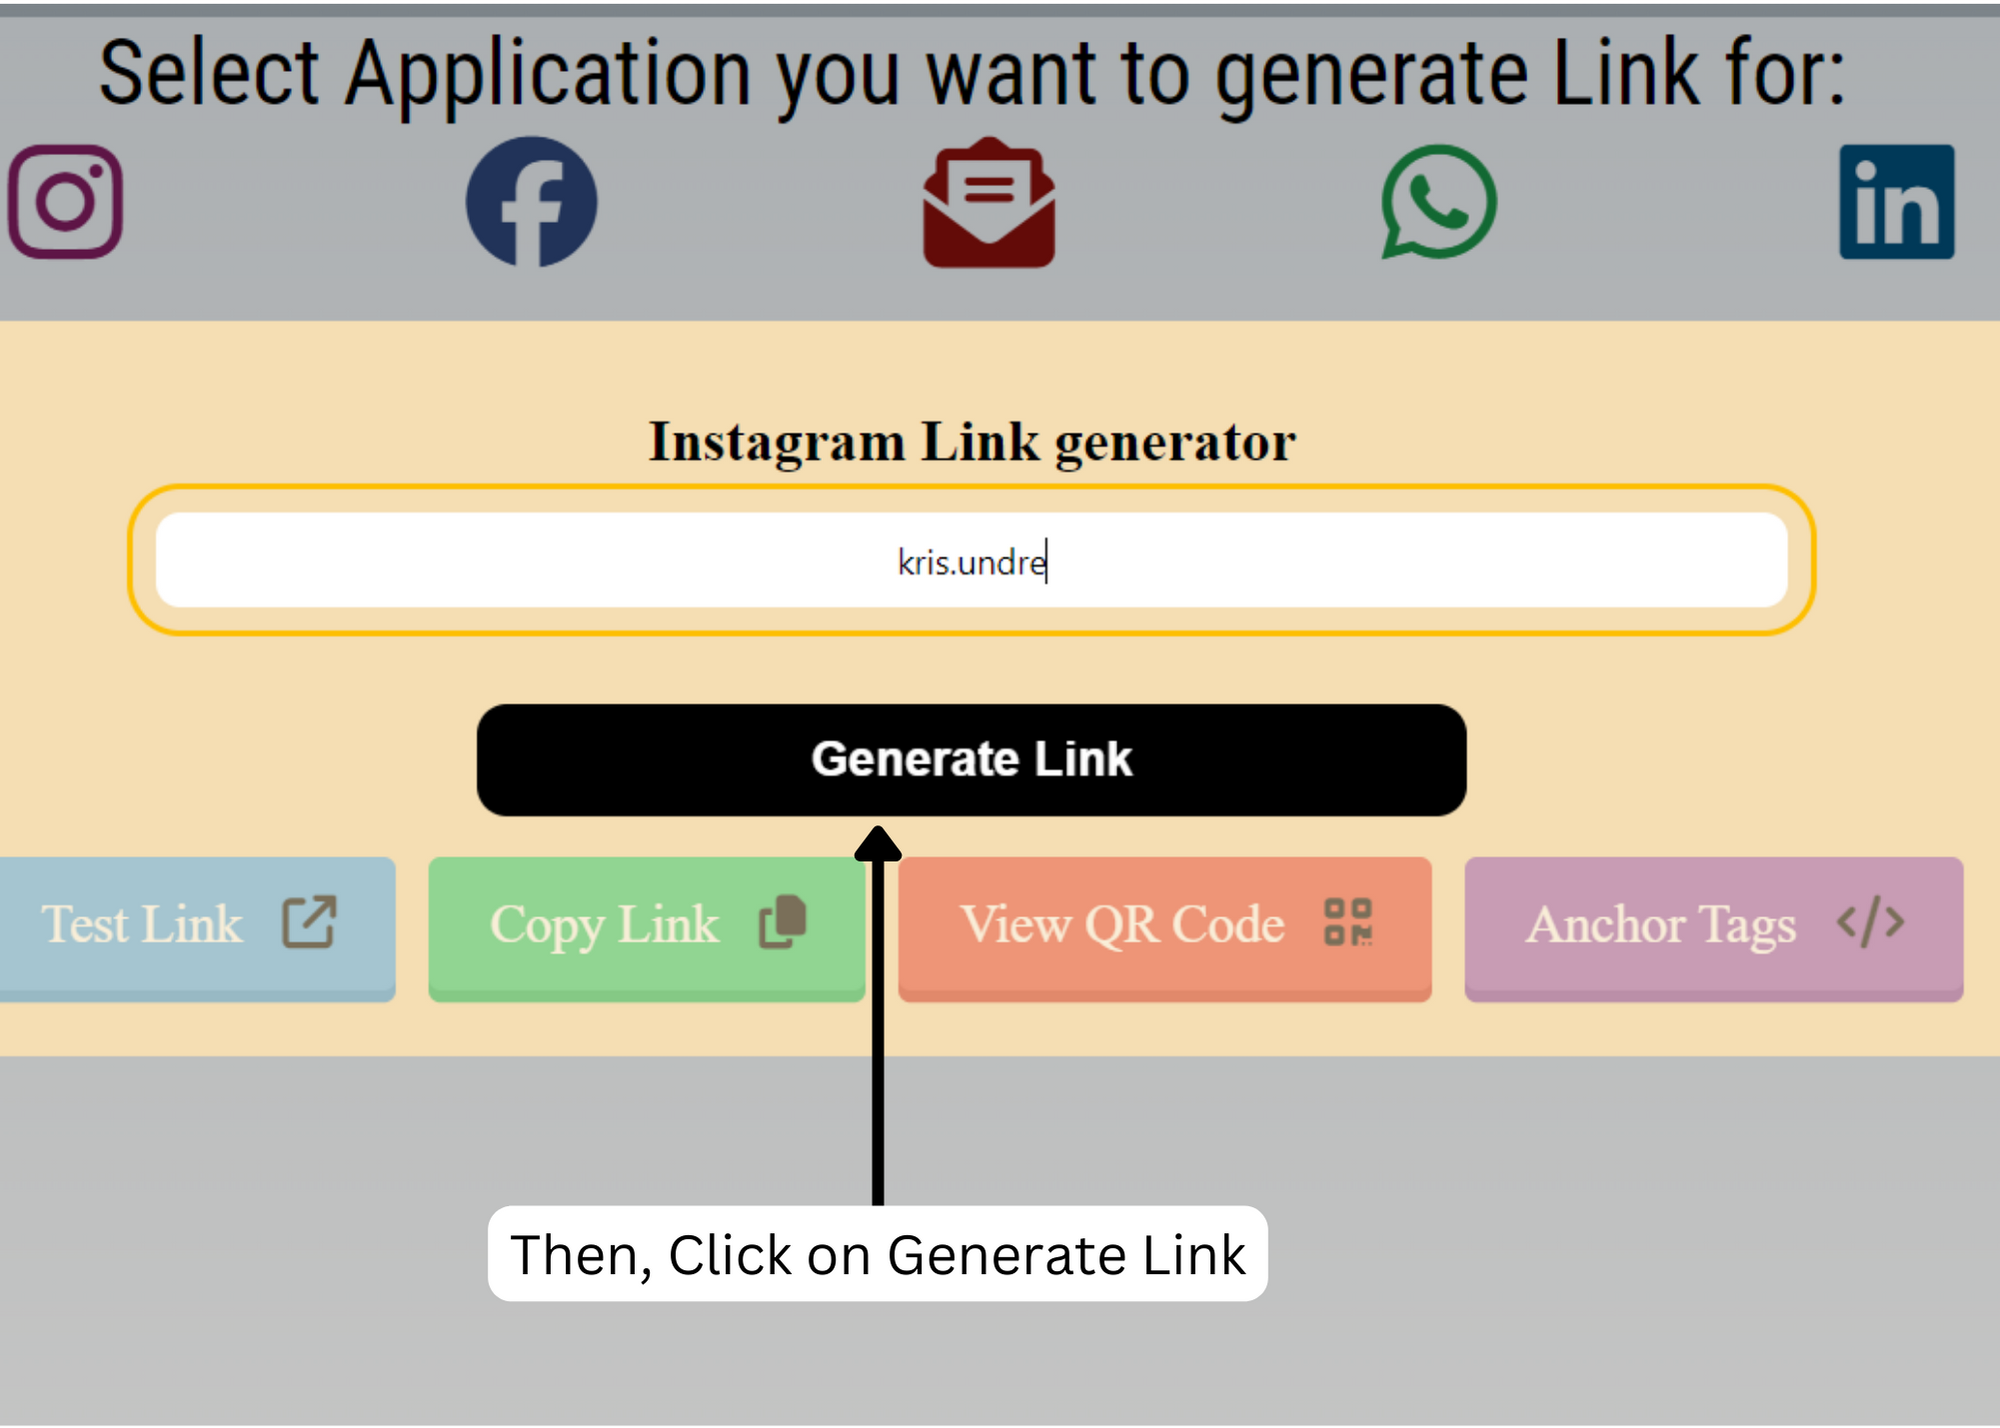 Select Application you want to generate Link for:
Instagram Link generator
kris.undre
Generate Link
Test Link
Copy Link
View QR Code
Anchor Tags
Then, Click on Generate Link